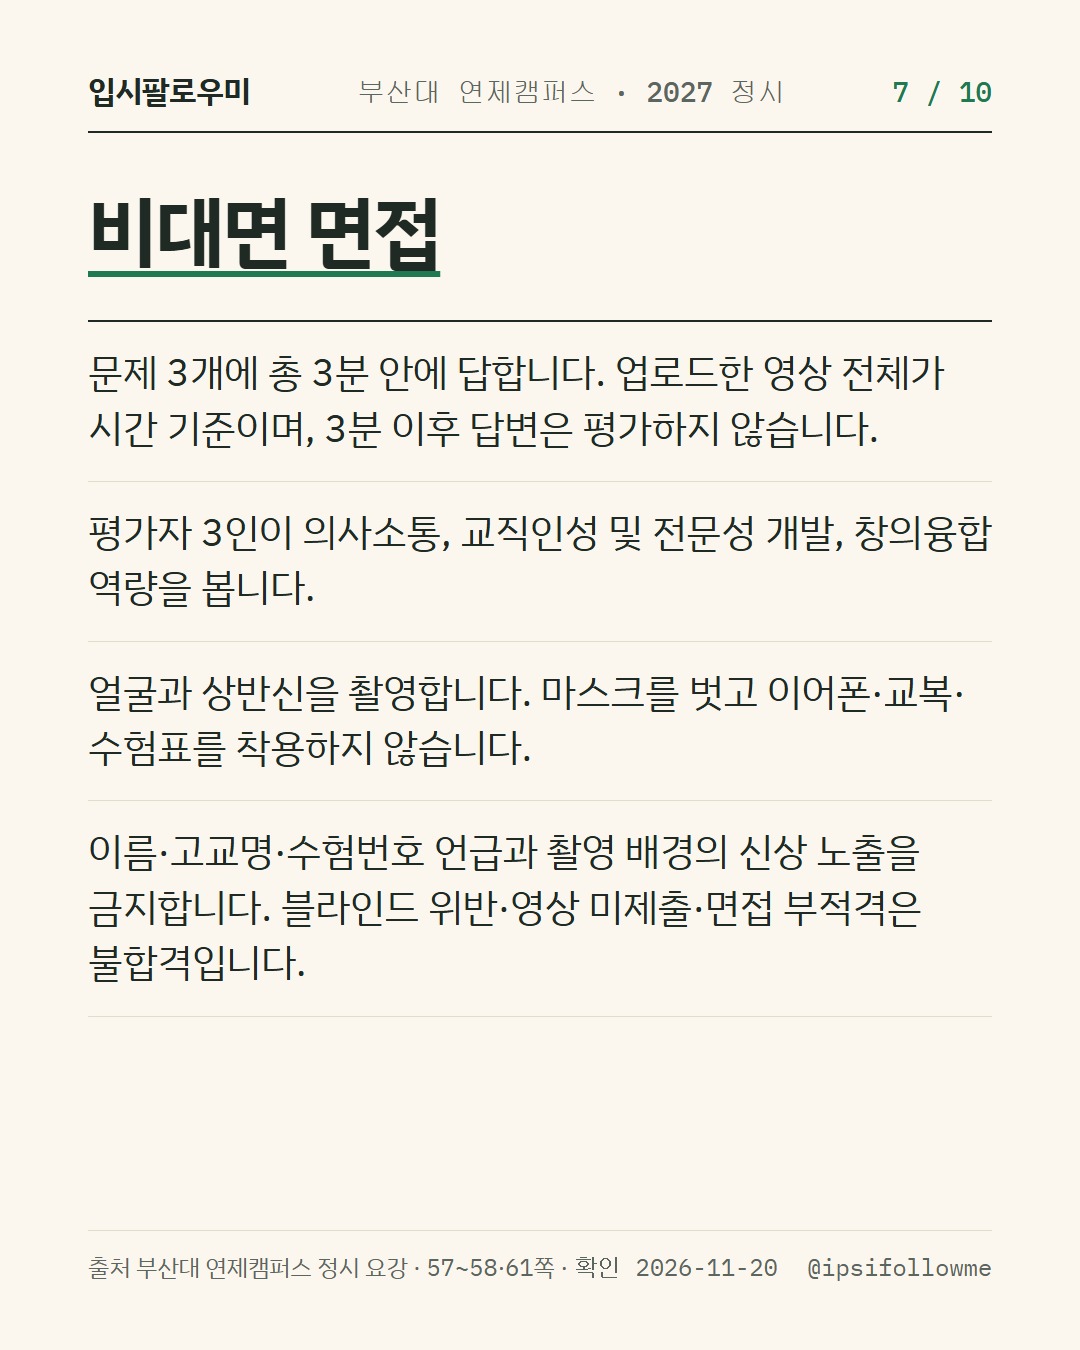 입시팔로우미
부산대 연제캠퍼스 · 2027 정시
7 / 10
비대면 면접
문제 3개에 총 3분 안에 답합니다. 업로드한 영상 전체가
시간 기준이며, 3분 이후 답변은 평가하지 않습니다.
평가자 3인이 의사소통, 교직인성 및 전문성 개발, 창의융합
역량을 봅니다.
얼굴과 상반신을 촬영합니다. 마스크를 벗고 이어폰·교복·
수험표를 착용하지 않습니다.
이름·고교명·수험번호 언급과 촬영 배경의 신상 노출을
금지합니다. 블라인드 위반·영상 미제출·면접 부적격은
불합격입니다.
출처 부산대 연제캠퍼스 정시 요강 · 57~58·61쪽 · 확인 2026-11-20 @ipsifollowme